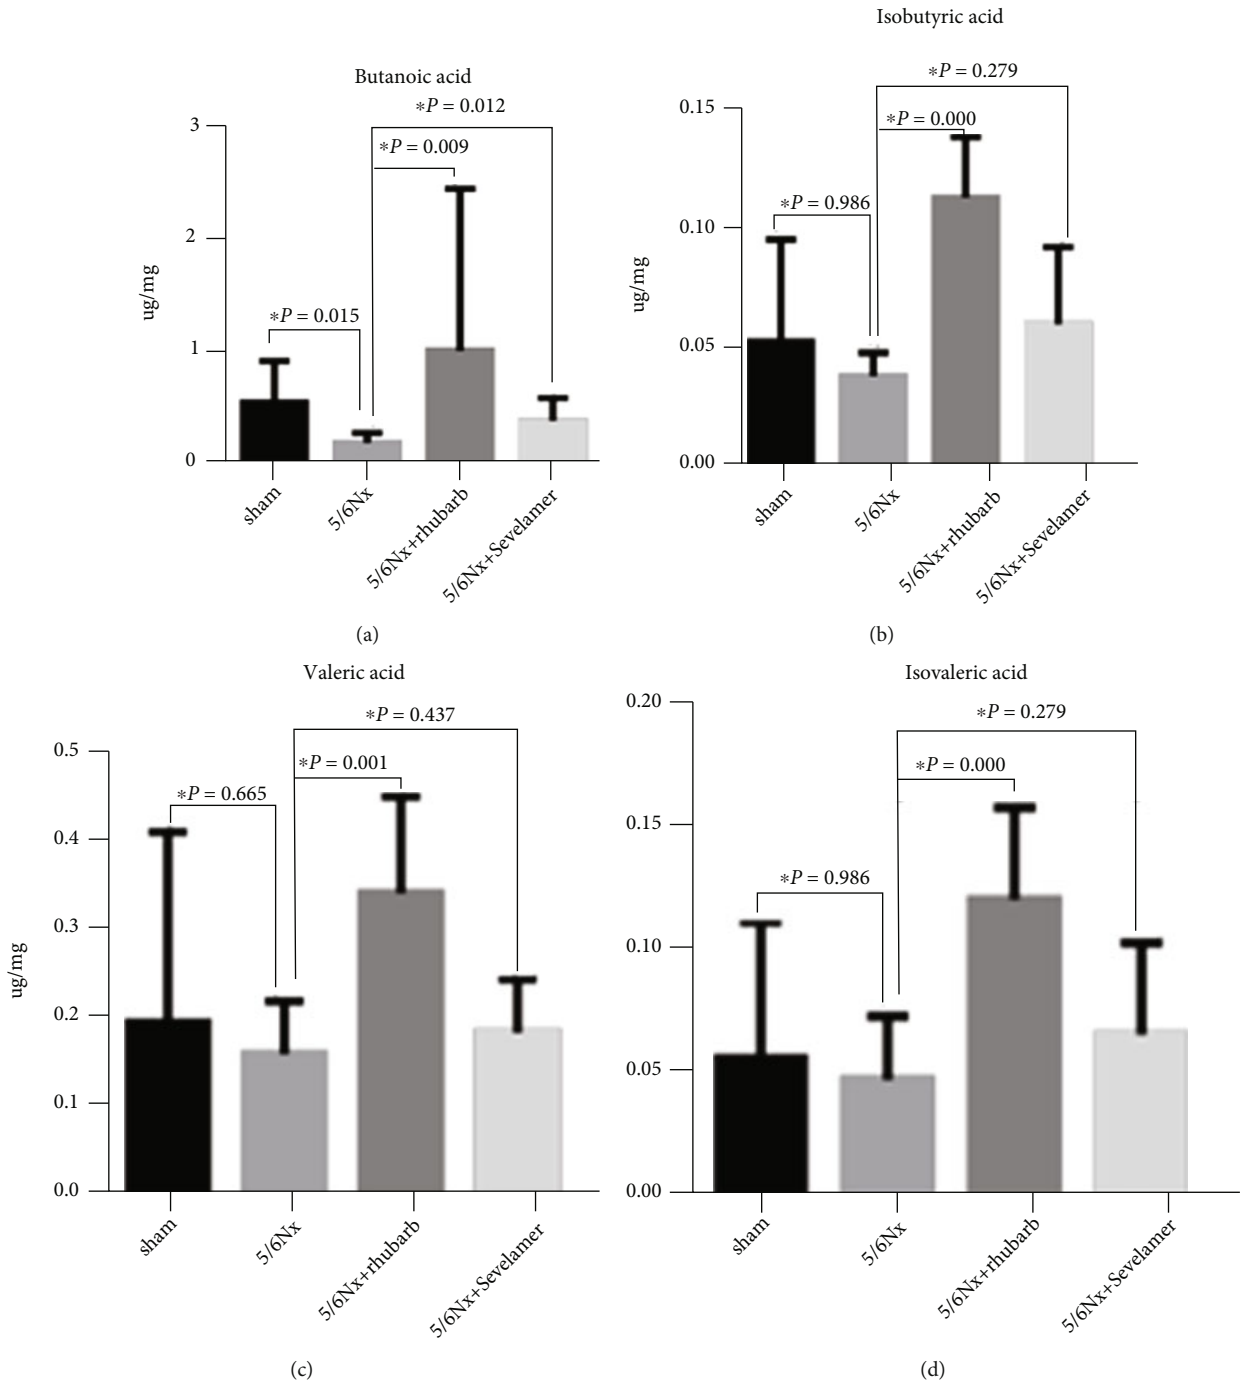 Butanoic acid
∗P = 0.012
3
∗P = 0.009
2
ug/mg
∗P = 0.015
1
0
sham
5/6Nx
5/6Nx+rhubarb
5/6Nx+Sevelamer
(a)
Isobutyric acid
∗P = 0.279
0.15
∗P = 0.000
∗P = 0.986
0.10
ug/mg
0.05
0.00
sham
5/6Nx
5/6Nx+rhubarb
5/6Nx+Sevelamer
(b)
Valeric acid
∗P = 0.437
0.5
∗P = 0.001
∗P = 0.665
0.4
0.3
ug/mg
0.2
0.1
0.0
sham
5/6Nx
5/6Nx+rhubarb
5/6Nx+Sevelamer
(c)
Isovaleric acid
0.20
∗P = 0.279
∗P = 0.000
0.15
∗P = 0.986
0.10
0.05
0.00
sham
5/6Nx
5/6Nx+rhubarb
5/6Nx+Sevelamer
(d)